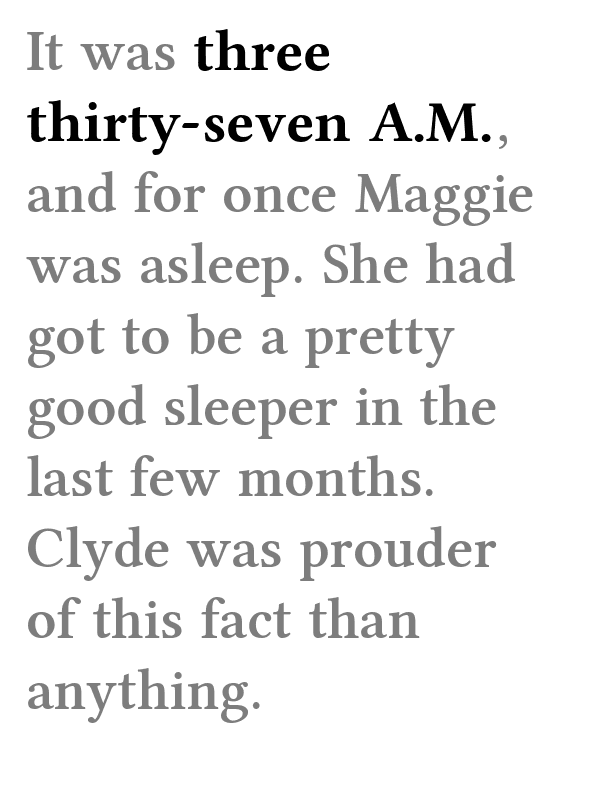 It was three
thirty-seven A.M.,
and for once Maggie
was asleep. She had
got to be a pretty
good sleeper in the
last few months.
Clyde was prouder
of this fact than
anything.